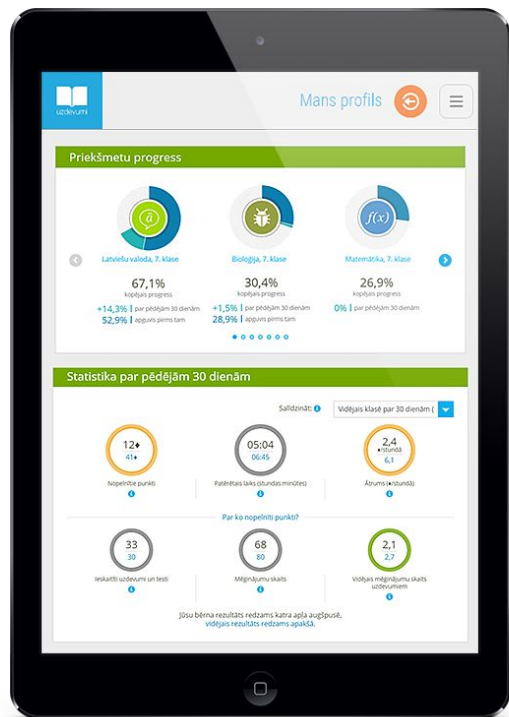 uzdevumi
Mans profils
Priekšmetu progress
ā
f(x)
Latviešu valoda, 7. klase
Bioloģija, 7. klase
Matemātika, 7. klase
67,1%
30,4%
26,9%
kopējais progress
kopējais progress
kopējais progress
+14,3% | par pēdējām 30 dienām
+1,5% | par pēdējām 30 dienām
0% | par pēdējām 30 dienām
52,9% | apguvis pirms tam
28,9% | apguvis pirms tam
Statistika par pēdējām 30 dienām
Salīdzināt:
Vidējais klasē par 30 dienām (
12♦
41♦
05:04
06:45
2,4
♦/stundā
6,1
Nopelnītie punkti
Patērētais laiks (stundas:minūtes)
Ātrums (♦/stundā)
Par ko nopelnīti punkti?
33
30
68
80
2,1
2,7
Ieskaitīti uzdevumi un testi
Mēģinājumu skaits
Vidējais mēģinājumu skaits
uzdevumiem
Jūsu bērna rezultāts redzams katra apļa augšpusē,
vidējais rezultāts redzams apakšā.